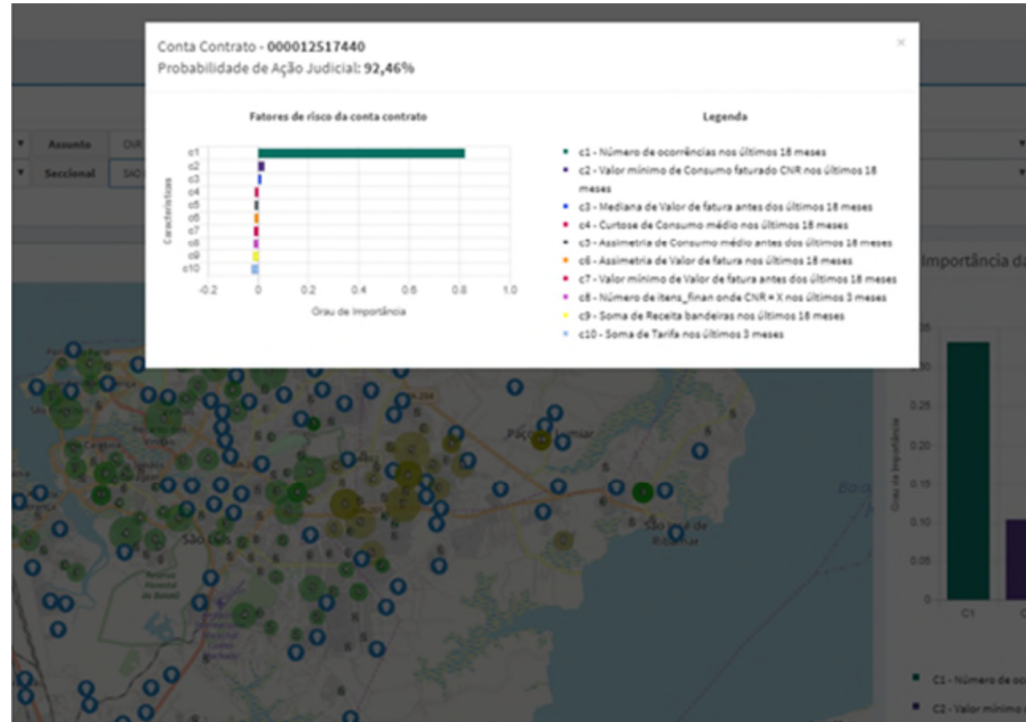 Conta Contrato - 000012517440
Probabilidade de Ação Judicial: 92,46%
×
Fatores de risco da conta contrato
Características
c1
c2
c3
c4
c5
c6
c7
c8
c9
c10
-0.2 0 0.2 0.4 0.6 0.8 1.0
Grau de Importância
Legenda
c1 - Número de ocorrências nos últimos 18 meses
c2 - Valor mínimo de Consumo faturado CNR nos últimos 18
meses
c3 - Mediana de Valor de fatura antes dos últimos 18 meses
c4 - Curtose de Consumo médio nos últimos 18 meses
c5 - Assimetria de Consumo médio antes dos últimos 18 meses
c6 - Assimetria de Valor de fatura nos últimos 18 meses
c7 - Valor mínimo de Valor de fatura antes dos últimos 18 meses
c8 - Número de itens_finan onde CNR = X nos últimos 3 meses
c9 - Soma de Receita bandeiras nos últimos 18 meses
c10 - Soma de Tarifa nos últimos 3 meses
Assunto
Seccional
Importância da
Grau de Importância
0.25
0.20
0.15
0.10
0.05
0
C1
C1 - Número de oc
C2 - Valor mínimo
São Luís
São José de
Ribamar